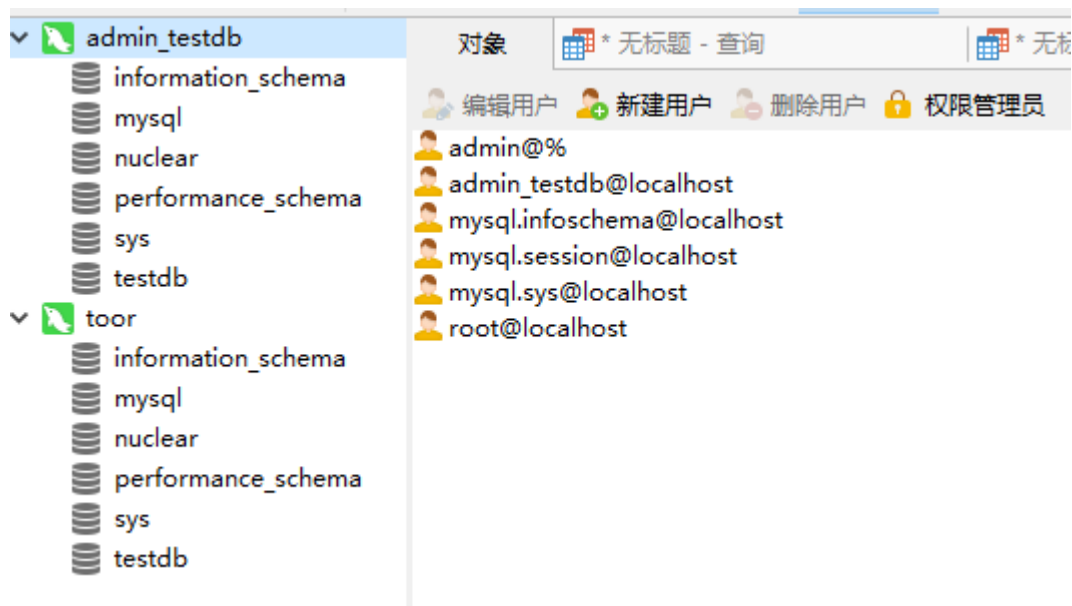 admin_testdb
information_schema
mysql
nuclear
performance_schema
sys
testdb
toor
information_schema
mysql
nuclear
performance_schema
sys
testdb
对象 * 无标题 - 查询 * 无标
编辑用户 新建用户 删除用户 权限管理员
admin@%
admin_testdb@localhost
mysql.infoschema@localhost
mysql.session@localhost
mysql.sys@localhost
root@localhost